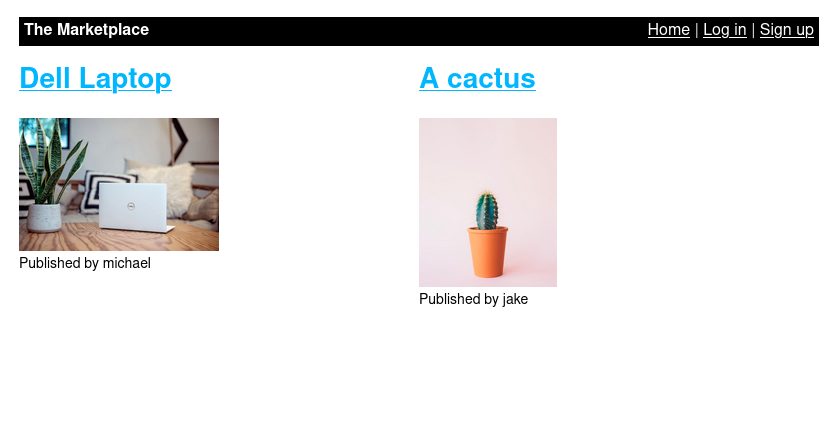 The Marketplace
Home | Log in | Sign up
Dell Laptop
A cactus
Published by michael
Published by jake